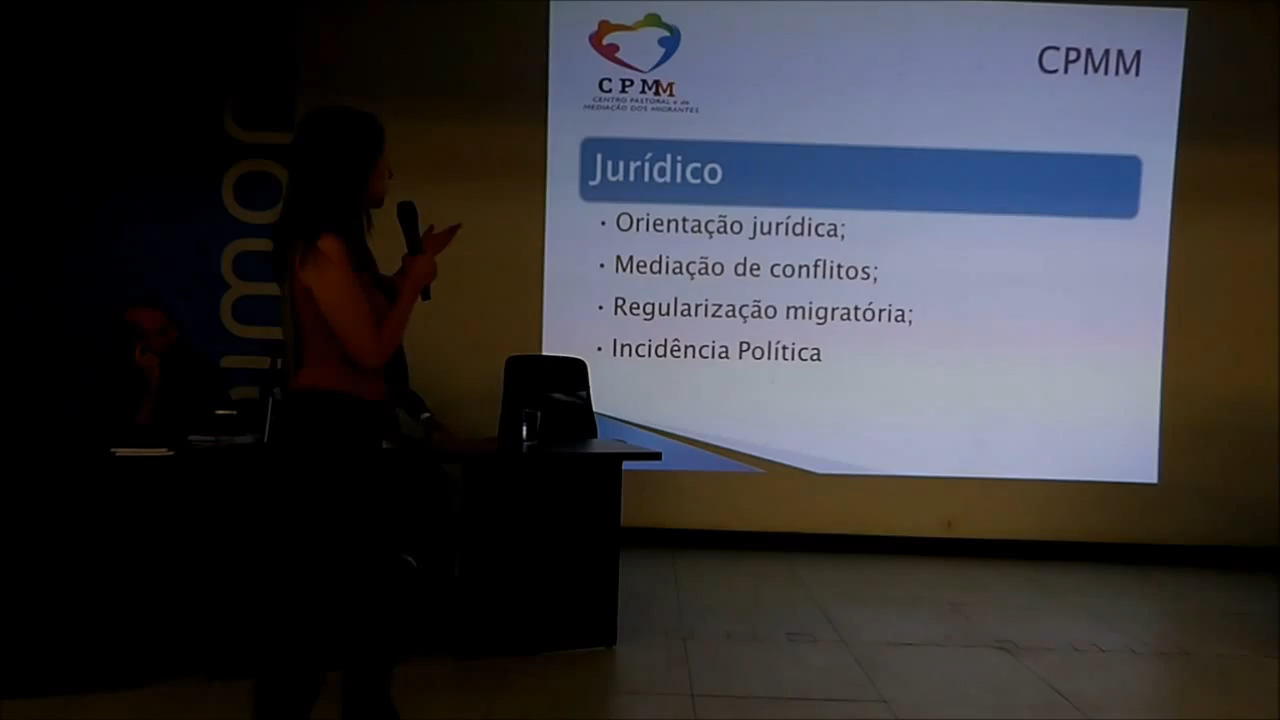 CPMM
CENTRO PASTORAL e de
MEDIAÇÃO DOS MIGRANTES
CPMM
Jurídico
• Orientação jurídica;
• Mediação de conflitos;
• Regularização migratória;
• Incidência Política